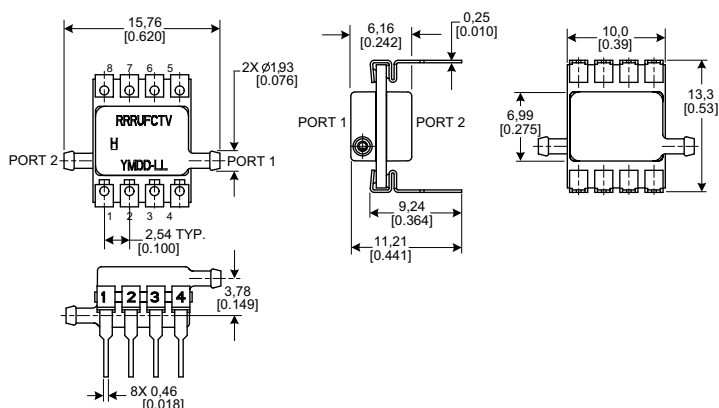 15,76
[0.620]
8 7 6 5
2X Ø1,93
[0.076]
RRRUFCTV
H
YMDD-LL
PORT 2
PORT 1
1 2 3 4
2,54 TYP.
[0.100]
6,16
[0.242]
0,25
[0.010]
PORT 1
PORT 2
9,24
[0.364]
11,21
[0.441]
10,0
[0.39]
6,99
[0.275]
13,3
[0.53]
1 2 3 4
3,78
[0.149]
8X 0,46
[0.018]